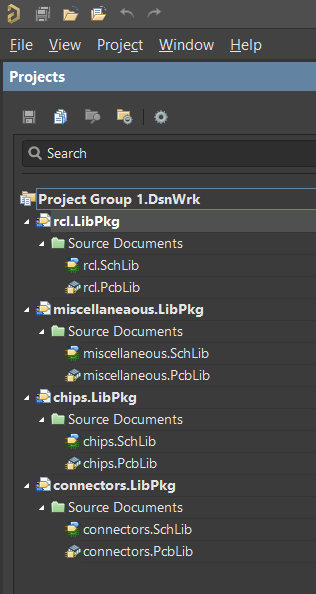 File View Project Window Help
Projects
Search
Project Group 1.DsnWrk
rcl.LibPkg
Source Documents
rcl.SchLib
rcl.PcbLib
miscellaneaous.LibPkg
Source Documents
miscellaneous.SchLib
miscellaneous.PcbLib
chips.LibPkg
Source Documents
chips.SchLib
chips.PcbLib
connectors.LibPkg
Source Documents
connectors.SchLib
connectors.PcbLib